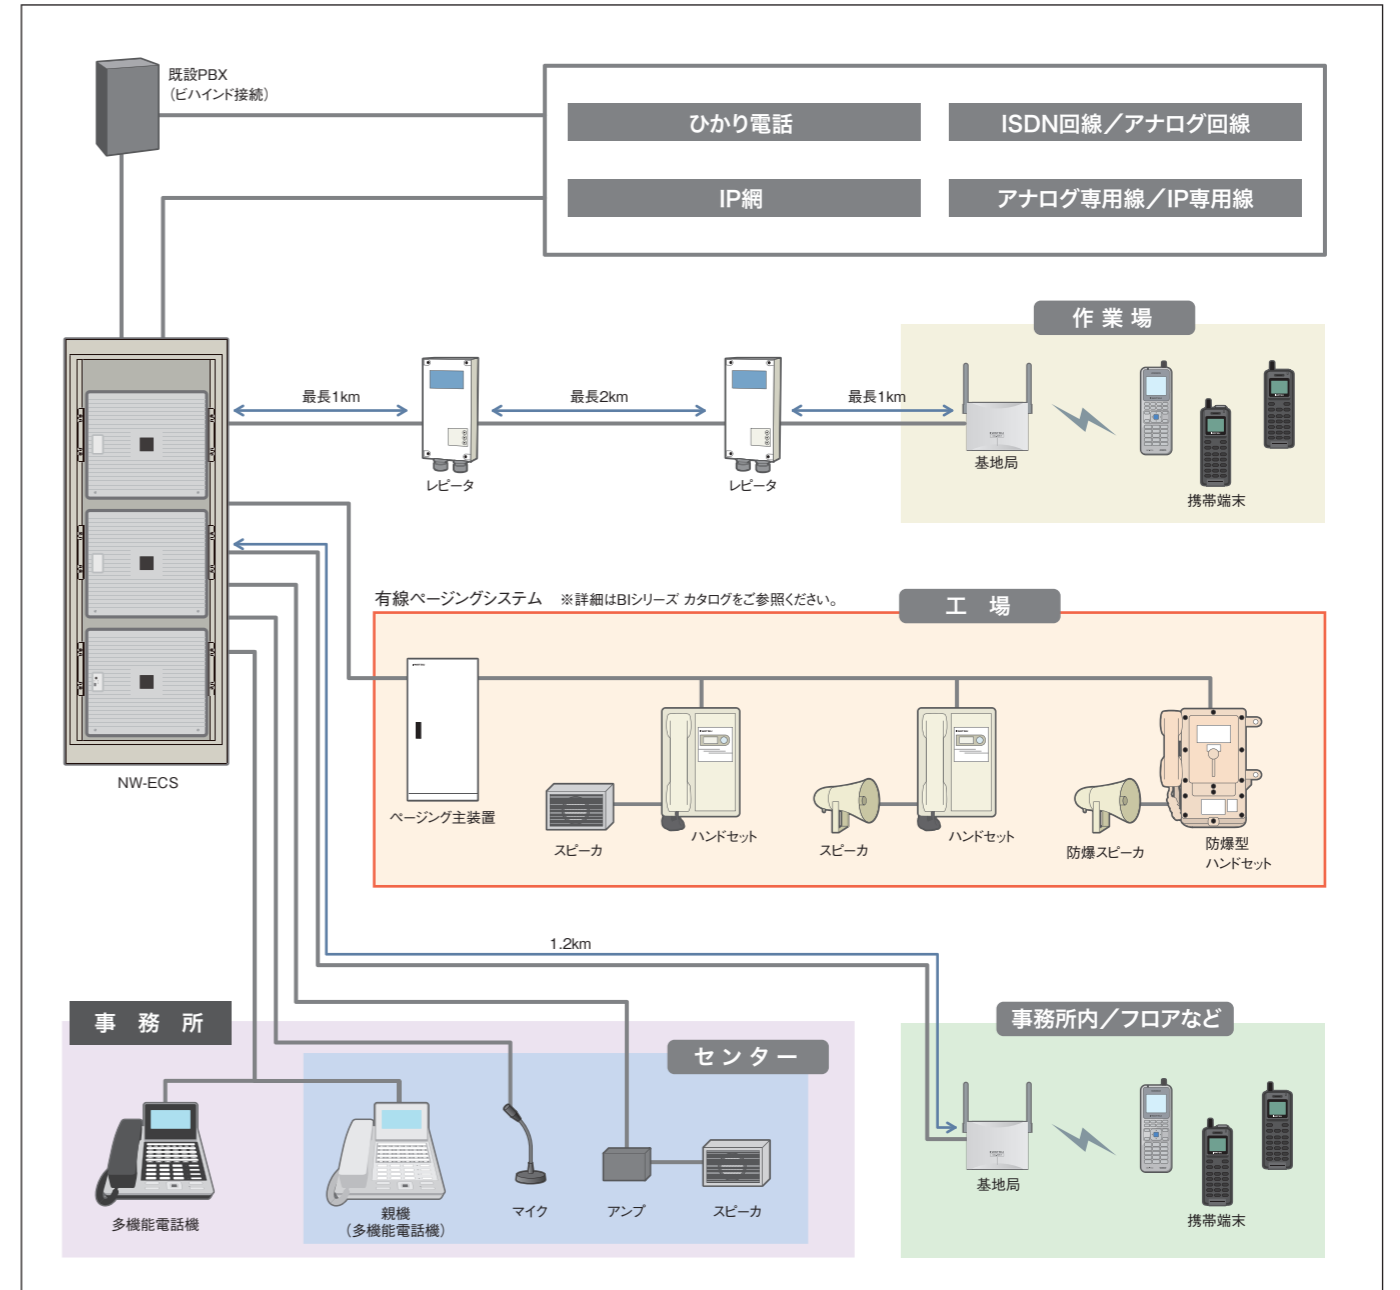 既設PBX
（ビハインド接続）
ひかり電話
ISDN回線／アナログ回線
IP網
アナログ専用線／IP専用線
作業場
最長1km
最長2km
最長1km
基地局
レピータ
レピータ
携帯端末
有線ページングシステム　※詳細はBIシリーズ カタログをご参照ください。
工　場
NW-ECS
ページング主装置
スピーカ
ハンドセット
スピーカ
ハンドセット
防爆スピーカ
防爆型
ハンドセット
1.2km
事　務　所
センター
多機能電話機
親機
（多機能電話機）
マイク
アンプ
スピーカ
事務所内／フロアなど
基地局
携帯端末